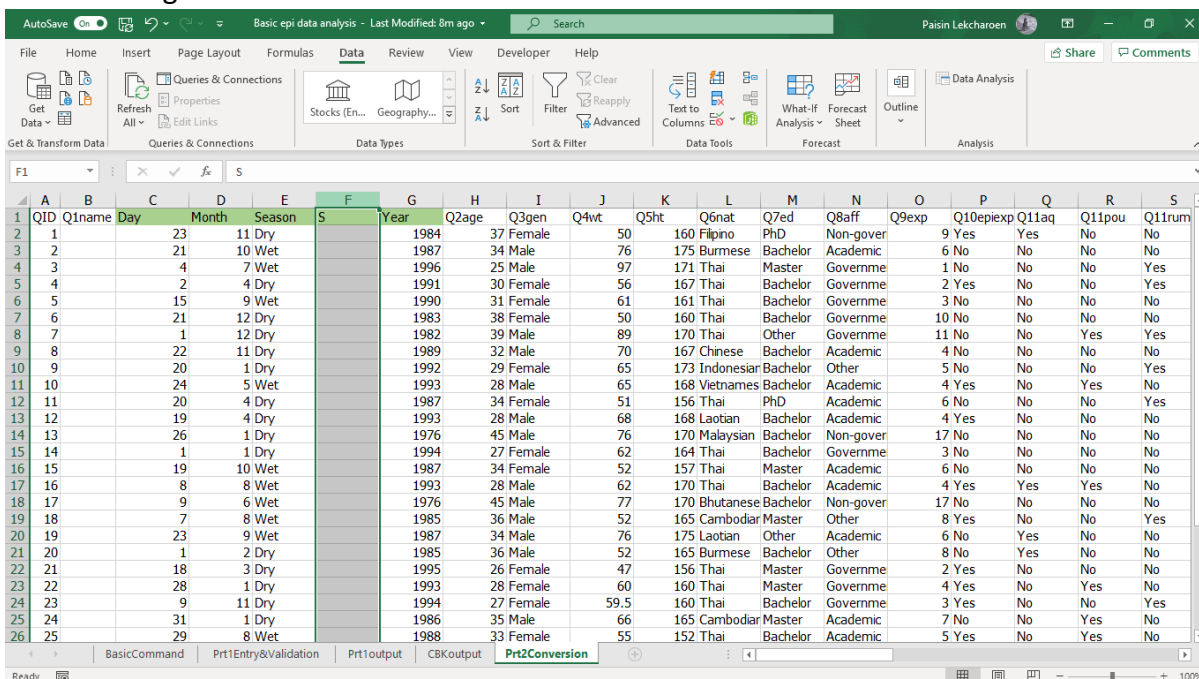 AutoSave On Basic epi data analysis - Last Modified: 8m ago Search Paisin Lekcharoen
File Home Insert Page Layout Formulas Data Review View Developer Help Share Comments
Get Data Refresh All Queries & Connections Properties Edit Links Stocks (En... Geography... Sort Filter Clear Reapply Advanced Text to Columns What-If Analysis Forecast Sheet Outline Data Analysis
Get & Transform Data Queries & Connections Data Types Sort & Filter Data Tools Forecast Analysis
F1 fx S
A B C D E F G H I J K L M N O P Q R S
1 QID Q1name Day Month Season S Year Q2age Q3gen Q4wt Q5ht Q6nat Q7ed Q8aff Q9exp Q10epiexp Q11aq Q11pou Q11rum
2 1 23 11 Dry 1984 37 Female 50 160 Filipino PhD Non-gover 9 Yes Yes No No
3 2 21 10 Wet 1987 34 Male 76 175 Burmese Bachelor Academic 6 No No No No
4 3 4 7 Wet 1996 25 Male 97 171 Thai Master Governme 1 No No No Yes
5 4 2 4 Dry 1991 30 Female 56 167 Thai Bachelor Governme 2 Yes No No Yes
6 5 15 9 Wet 1990 31 Female 61 161 Thai Bachelor Governme 3 No No No No
7 6 21 12 Dry 1983 38 Female 50 160 Thai Bachelor Governme 10 No No No No
8 7 1 12 Dry 1982 39 Male 89 170 Thai Other Governme 11 No No Yes Yes
9 8 22 11 Dry 1989 32 Male 70 167 Chinese Bachelor Academic 4 No No No No
10 9 20 1 Dry 1992 29 Female 65 173 Indonesian Bachelor Other 5 No No No Yes
11 10 24 5 Wet 1993 28 Male 65 168 Vietnames Bachelor Academic 4 Yes No Yes No
12 11 20 4 Dry 1987 34 Female 51 156 Thai PhD Academic 6 No No No Yes
13 12 19 4 Dry 1993 28 Male 68 168 Laotian Bachelor Academic 4 Yes No No No
14 13 26 1 Dry 1976 45 Male 76 170 Malaysian Bachelor Non-gover 17 No No No No
15 14 1 1 Dry 1994 27 Female 62 164 Thai Bachelor Governme 3 No No No No
16 15 19 10 Wet 1987 34 Female 52 157 Thai Master Academic 6 No No No No
17 16 8 8 Wet 1993 28 Male 62 170 Thai Bachelor Academic 4 Yes Yes Yes No
18 17 9 6 Wet 1976 45 Male 77 170 Bhutanese Bachelor Non-gover 17 No No No No
19 18 7 8 Wet 1985 36 Male 52 165 Cambodian Master Other 8 Yes No No Yes
20 19 23 9 Wet 1987 34 Male 76 175 Laotian Other Academic 6 No Yes No No
21 20 1 2 Dry 1985 36 Male 52 165 Burmese Bachelor Other 8 No Yes No No
22 21 18 3 Dry 1995 26 Female 47 156 Thai Master Governme 2 Yes No No No
23 22 28 1 Dry 1993 28 Female 60 160 Thai Master Governme 4 Yes No Yes No
24 23 9 11 Dry 1994 27 Female 59.5 160 Thai Bachelor Governme 3 Yes No No Yes
25 24 31 1 Dry 1986 35 Male 66 165 Cambodian Master Academic 7 No No Yes No
26 25 29 8 Wet 1988 33 Female 55 152 Thai Bachelor Academic 5 Yes No Yes No
BasicCommand Prt1Entry&Validation Prt1output CBKoutput Prt2Conversion
Ready 100%